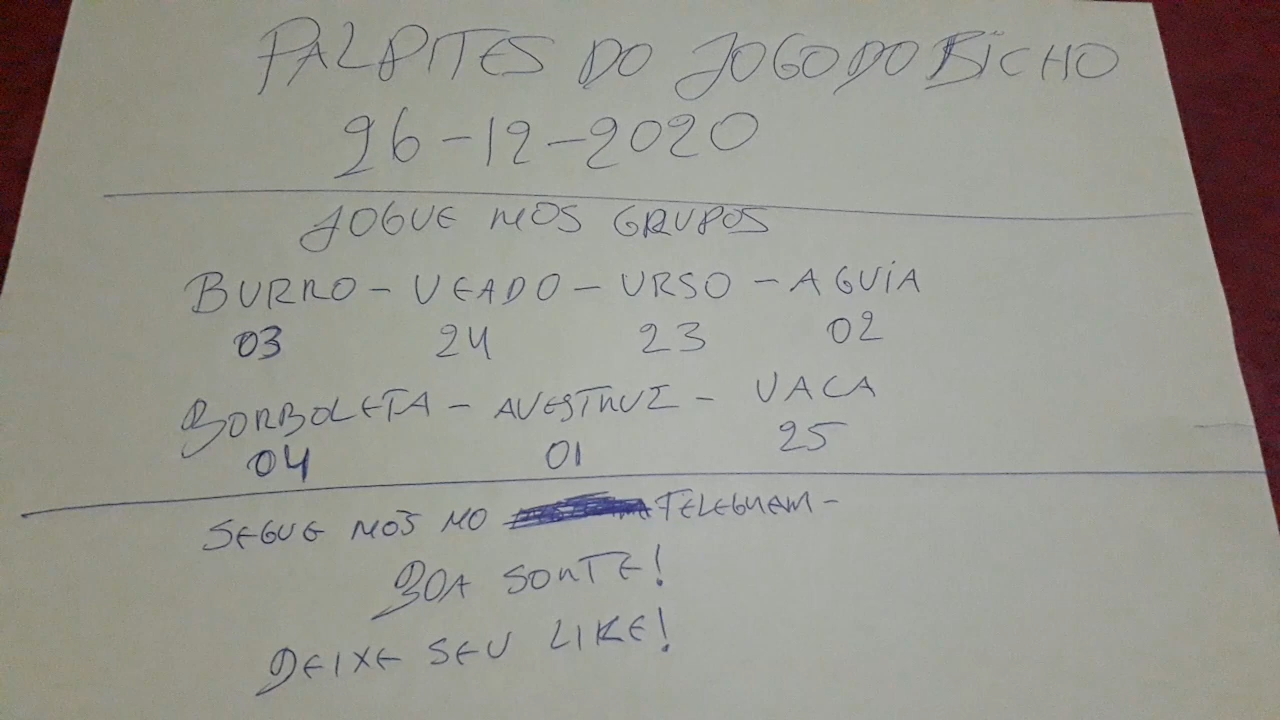 PALPITES DO JOGO DO BICHO
26-12-2020
JOGUE NOS GRUPOS
BURRO - VEADO - URSO - AGUIA
03 24 23 02
BORBOLETA - AVESTRUZ - VACA
04 01 25
SEGUE NOS NO TELEGRAM -
BOA SORTE!
DEIXE SEU LIKE!